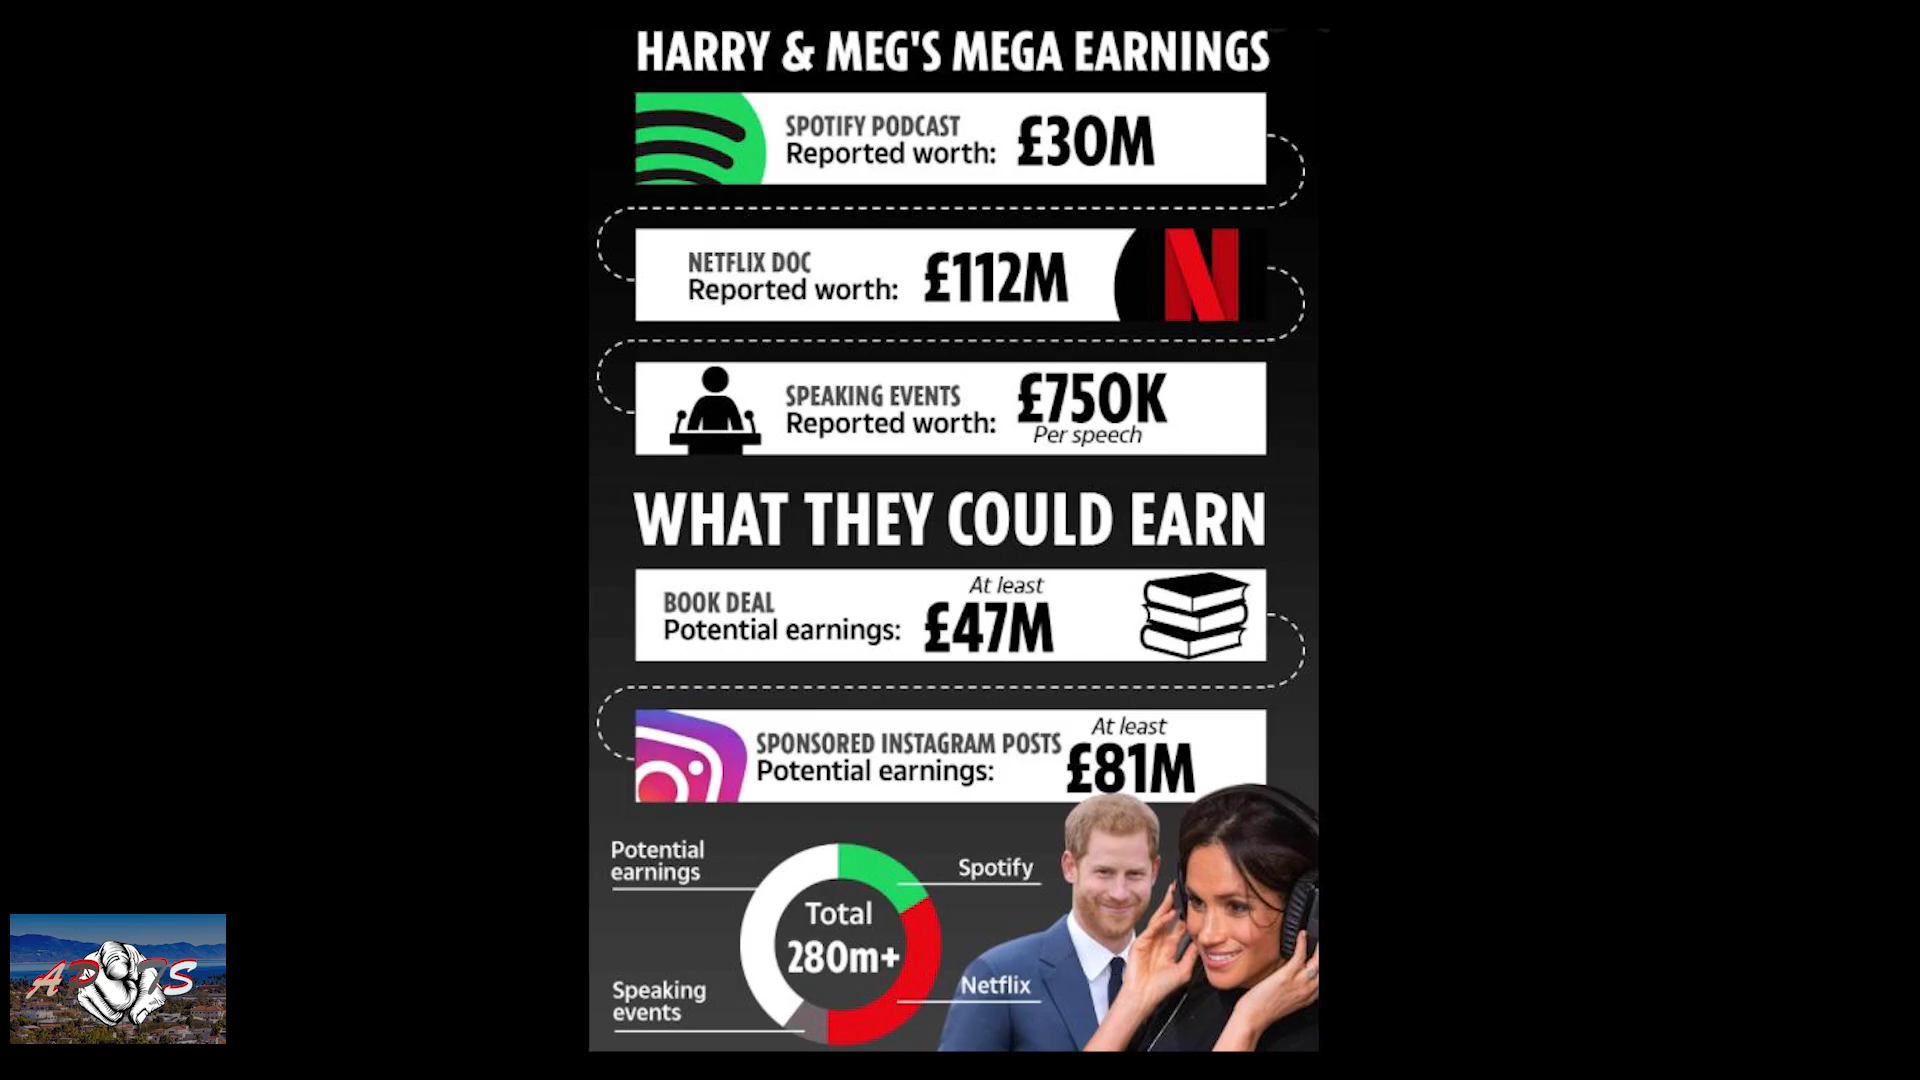 HARRY & MEG'S MEGA EARNINGS
SPOTIFY PODCAST
Reported worth: £30M
NETFLIX DOC
Reported worth: £112M
SPEAKING EVENTS
Reported worth: £750K
Per speech
WHAT THEY COULD EARN
BOOK DEAL
Potential earnings:
At least
£47M
SPONSORED INSTAGRAM POSTS
Potential earnings:
At least
£81M
Potential
earnings
Spotify
Total
280m+
Netflix
Speaking
events